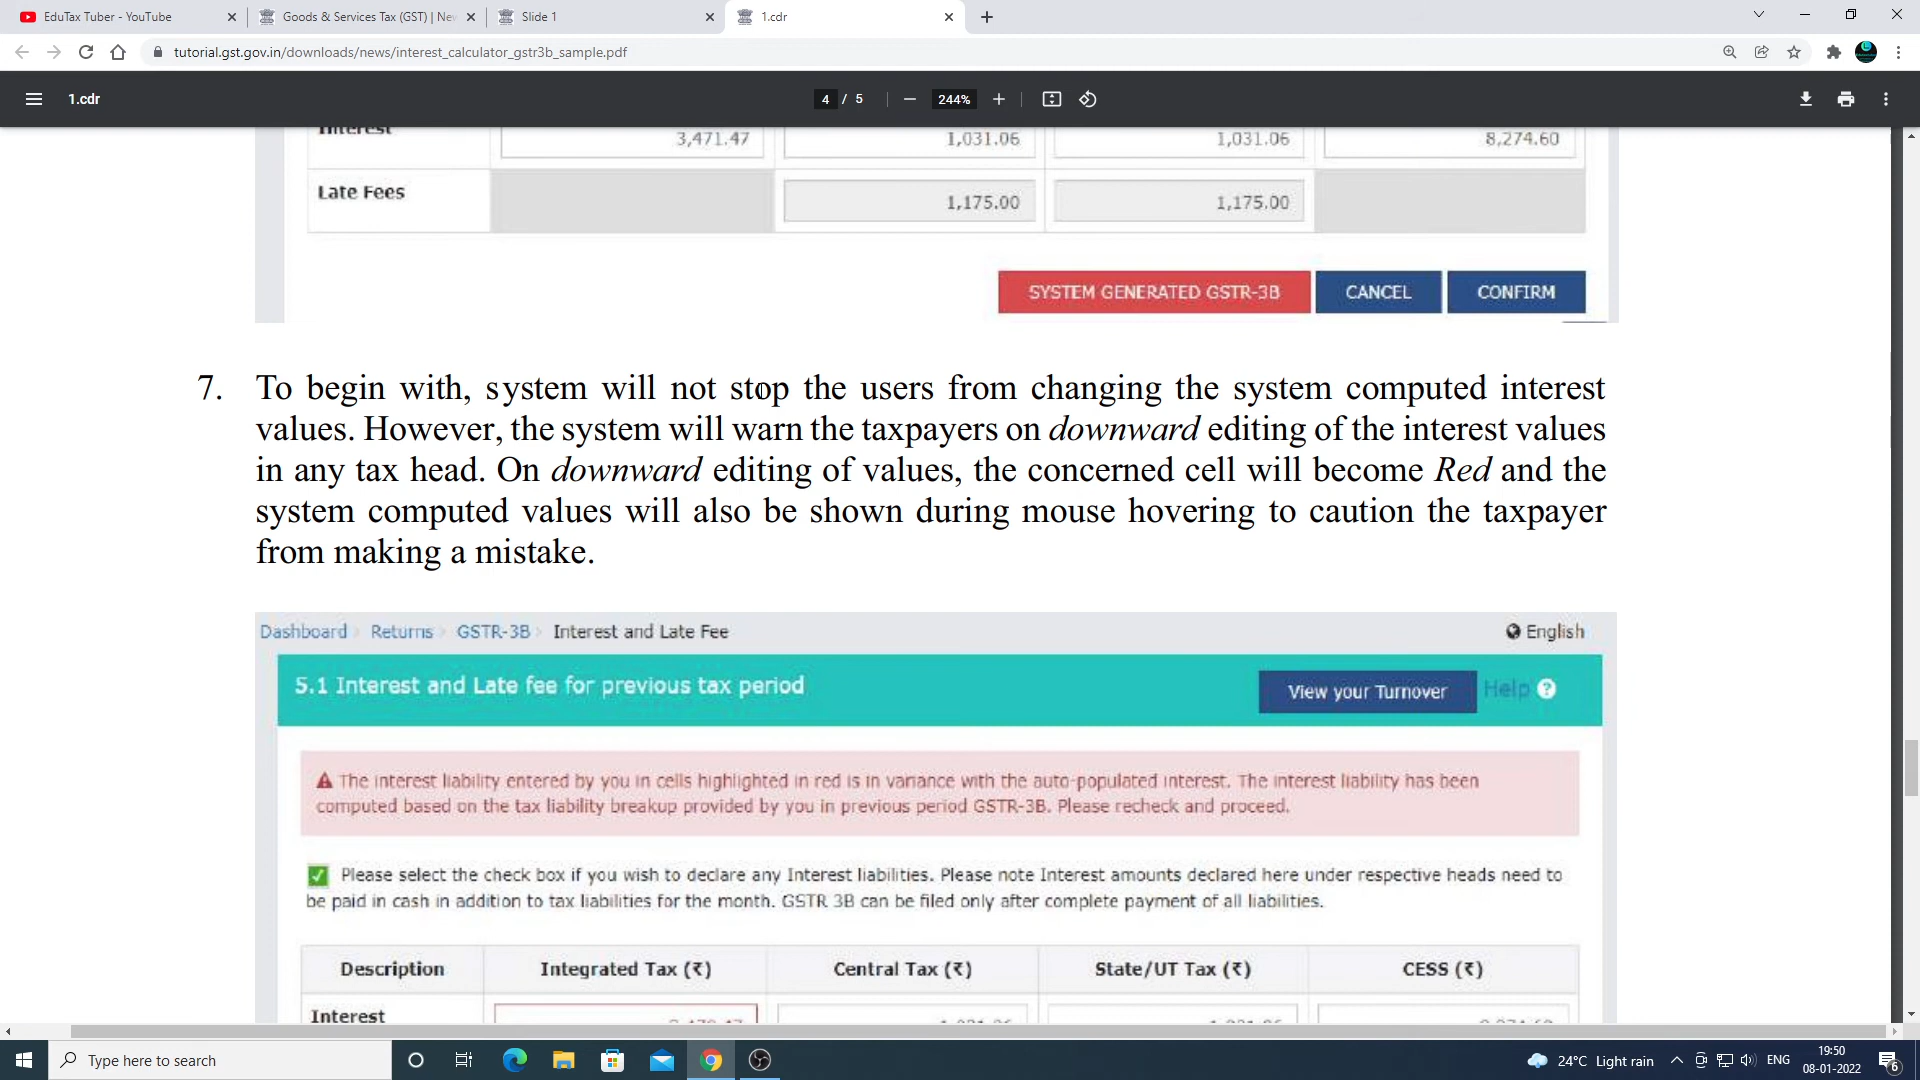 EduTax Tuber - YouTube
Goods & Services Tax (GST) | Ne
Slide 1
1.cdr
tutorial.gst.gov.in/downloads/news/interest_calculator_gstr3b_sample.pdf
1.cdr
4 / 5
244%
Interest 3,471.47 1,031.06 1,031.06 8,274.60
Late Fees 1,175.00 1,175.00
SYSTEM GENERATED GSTR-3B CANCEL CONFIRM
7. To begin with, system will not stop the users from changing the system computed interest
values. However, the system will warn the taxpayers on downward editing of the interest values
in any tax head. On downward editing of values, the concerned cell will become Red and the
system computed values will also be shown during mouse hovering to caution the taxpayer
from making a mistake.
Dashboard Returns GSTR-3B Interest and Late Fee English
5.1 Interest and Late fee for previous tax period View your Turnover Help ?
The interest liability entered by you in cells highlighted in red is in variance with the auto-populated interest. The interest liability has been
computed based on the tax liability breakup provided by you in previous period GSTR-3B. Please recheck and proceed.
Please select the check box if you wish to declare any Interest liabilities. Please note Interest amounts declared here under respective heads need to
be paid in cash in addition to tax liabilities for the month. GSTR 3B can be filed only after complete payment of all liabilities.
Description Integrated Tax (₹) Central Tax (₹) State/UT Tax (₹) CESS (₹)
Interest
Type here to search
24°C Light rain
ENG
19:50
08-01-2022
6